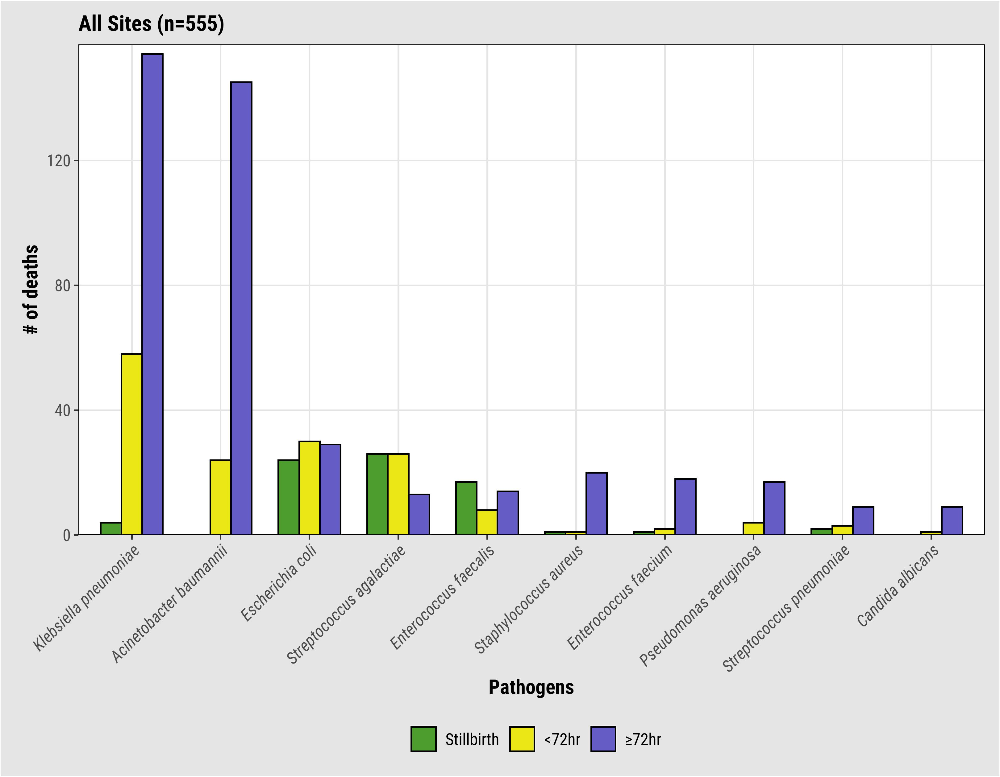 All Sites (n=555)
# of deaths
120
80
40
0
Klebsiella pneumoniae
Acinetobacter baumannii
Escherichia coli
Streptococcus agalactiae
Enterococcus faecalis
Staphylococcus aureus
Enterococcus faecium
Pseudomonas aeruginosa
Streptococcus pneumoniae
Candida albicans
Pathogens
Stillbirth <72hr ≥72hr